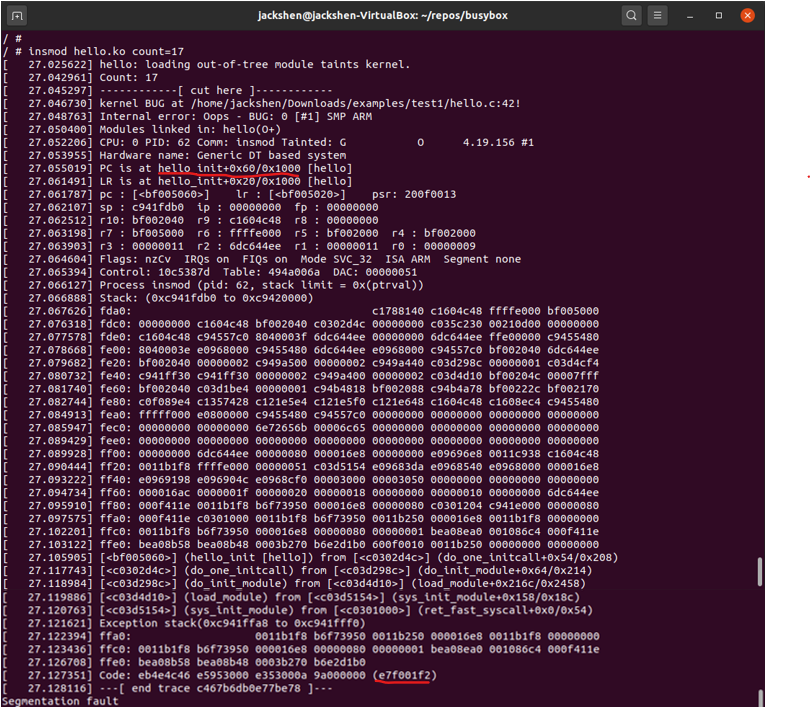 jackshen@jackshen-VirtualBox: ~/repos/busybox
/ #
/ # insmod hello.ko count=17
[   27.025622] hello: loading out-of-tree module taints kernel.
[   27.042961] Count: 17
[   27.045297] ------------[ cut here ]------------
[   27.046730] kernel BUG at /home/jackshen/Downloads/examples/test1/hello.c:42!
[   27.048763] Internal error: Oops - BUG: 0 [#1] SMP ARM
[   27.050400] Modules linked in: hello(O+)
[   27.052206] CPU: 0 PID: 62 Comm: insmod Tainted: G           O      4.19.156 #1
[   27.053955] Hardware name: Generic DT based system
[   27.055019] PC is at hello_init+0x60/0x1000 [hello]
[   27.061491] LR is at hello_init+0x20/0x1000 [hello]
[   27.061787] pc : [<bf005060>]    lr : [<bf005020>]    psr: 200f0013
[   27.062107] sp : c941fdb0  ip : 00000000  fp : 00000000
[   27.062512] r10: bf002040  r9 : c1604c48  r8 : 00000000
[   27.063198] r7 : bf005000  r6 : ffffe000  r5 : bf002000  r4 : bf002000
[   27.063903] r3 : 00000011  r2 : 6dc644ee  r1 : 00000011  r0 : 00000009
[   27.064604] Flags: nzCv  IRQs on  FIQs on  Mode SVC_32  ISA ARM  Segment none
[   27.065394] Control: 10c5387d  Table: 494a006a  DAC: 00000051
[   27.066127] Process insmod (pid: 62, stack limit = 0x(ptrval))
[   27.066888] Stack: (0xc941fdb0 to 0xc9420000)
[   27.067626] fda0:                                     c1788140 c1604c48 ffffe000 bf005000
[   27.076318] fdc0: 00000000 c1604c48 bf002040 c0302d4c 00000000 c035c230 00210d00 00000000
[   27.077578] fde0: c1604c48 c94557c0 8040003f 6dc644ee 00000000 6dc644ee ffe00000 c9455480
[   27.078668] fe00: 8040003e e0968000 c9455480 6dc644ee e0968000 c94557c0 bf002040 6dc644ee
[   27.079682] fe20: bf002040 00000002 c949a500 00000002 c949a440 c03d298c 00000001 c03d4cf4
[   27.080732] fe40: c941ff30 c941ff30 00000002 c949a400 00000002 c03d4d10 bf00204c 00007fff
[   27.081740] fe60: bf002040 c03d1be4 00000001 c94b4818 bf002088 c94b4a78 bf00222c bf002170
[   27.082744] fe80: c0f089e4 c1357428 c121e5e4 c121e5f0 c121e648 c1604c48 c1608ec4 c9455480
[   27.084913] fea0: fffff000 e0800000 c9455480 c94557c0 00000000 00000000 00000000 00000000
[   27.085947] fec0: 00000000 00000000 6e72656b 00006c65 00000000 00000000 00000000 00000000
[   27.089429] fee0: 00000000 00000000 00000000 00000000 00000000 00000000 00000000 00000000
[   27.089928] ff00: 00000000 6dc644ee 00000080 000016e8 00000000 e09696e8 0011c938 c1604c48
[   27.090444] ff20: 0011b1f8 ffffe000 00000051 c03d5154 e09683da e0968540 e0968000 000016e8
[   27.093222] ff40: e0969198 e096904c e0968cf0 00003000 00003050 00000000 00000000 00000000
[   27.094734] ff60: 000016ac 0000001f 00000020 00000018 00000000 00000010 00000000 6dc644ee
[   27.095910] ff80: 000f411e 0011b1f8 b6f73950 000016e8 00000080 c0301204 c941e000 00000080
[   27.097575] ffa0: 000f411e c0301000 0011b1f8 b6f73950 0011b250 000016e8 0011b1f8 00000000
[   27.102201] ffc0: 0011b1f8 b6f73950 000016e8 00000080 00000001 bea08ea0 001086c4 000f411e
[   27.103122] ffe0: bea08b58 bea08b48 0003b270 b6e2d1b0 600f0010 0011b250 00000000 00000000
[   27.105905] [<bf005060>] (hello_init [hello]) from [<c0302d4c>] (do_one_initcall+0x54/0x208)
[   27.117743] [<c0302d4c>] (do_one_initcall) from [<c03d298c>] (do_init_module+0x64/0x214)
[   27.118984] [<c03d298c>] (do_init_module) from [<c03d4d10>] (load_module+0x216c/0x2458)
[   27.119886] [<c03d4d10>] (load_module) from [<c03d5154>] (sys_init_module+0x158/0x18c)
[   27.120763] [<c03d5154>] (sys_init_module) from [<c0301000>] (ret_fast_syscall+0x0/0x54)
[   27.121621] Exception stack(0xc941ffa8 to 0xc941fff0)
[   27.122394] ffa0:                   0011b1f8 b6f73950 0011b250 000016e8 0011b1f8 00000000
[   27.123436] ffc0: 0011b1f8 b6f73950 000016e8 00000080 00000001 bea08ea0 001086c4 000f411e
[   27.126708] ffe0: bea08b58 bea08b48 0003b270 b6e2d1b0
[   27.127351] Code: eb4e4c46 e5953000 e353000a 9a000000 (e7f001f2)
[   27.128116] ---[ end trace c467b6db0e77be78 ]---
Segmentation fault